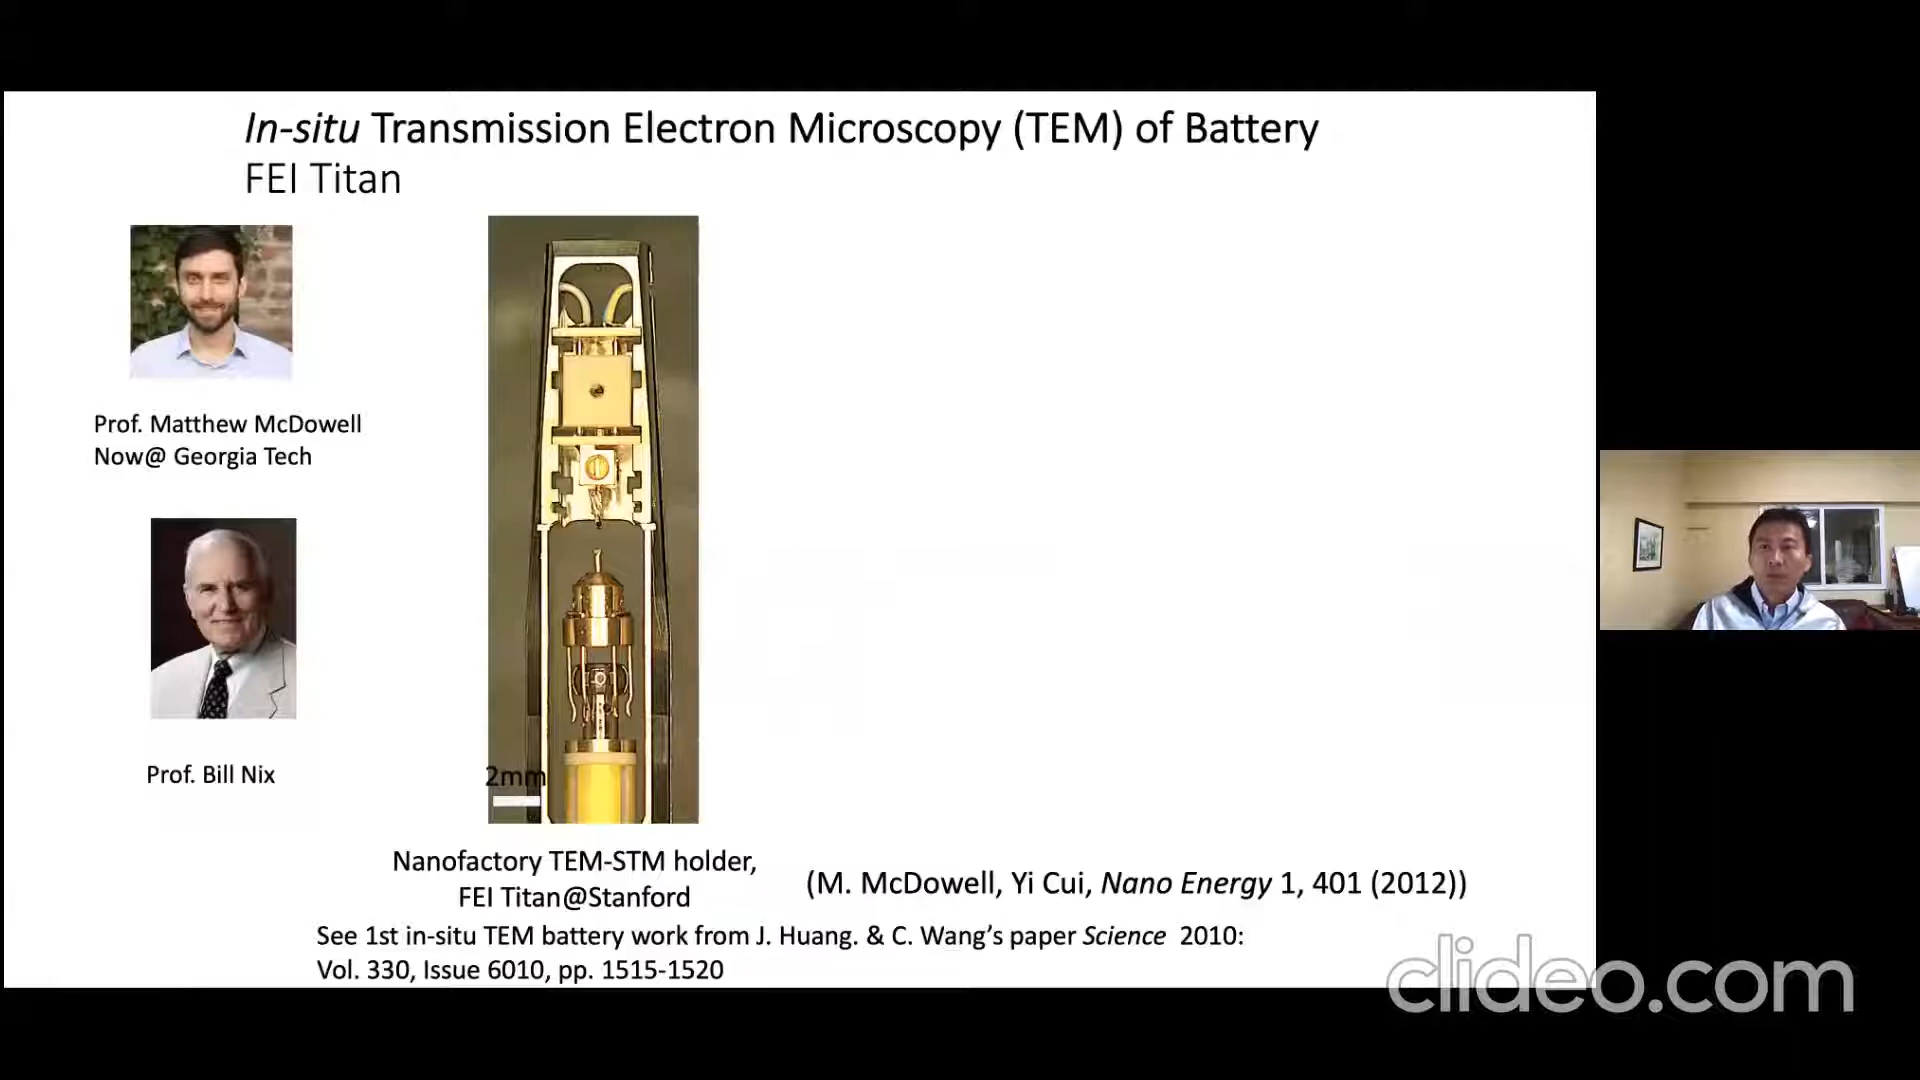 In-situ Transmission Electron Microscopy (TEM) of Battery
FEI Titan
Prof. Matthew McDowell
Now@ Georgia Tech
Prof. Bill Nix
2mm
Nanofactory TEM-STM holder,
FEI Titan@Stanford
(M. McDowell, Yi Cui, Nano Energy 1, 401 (2012))
See 1st in-situ TEM battery work from J. Huang. & C. Wang’s paper Science 2010:
Vol. 330, Issue 6010, pp. 1515-1520
clideo.com